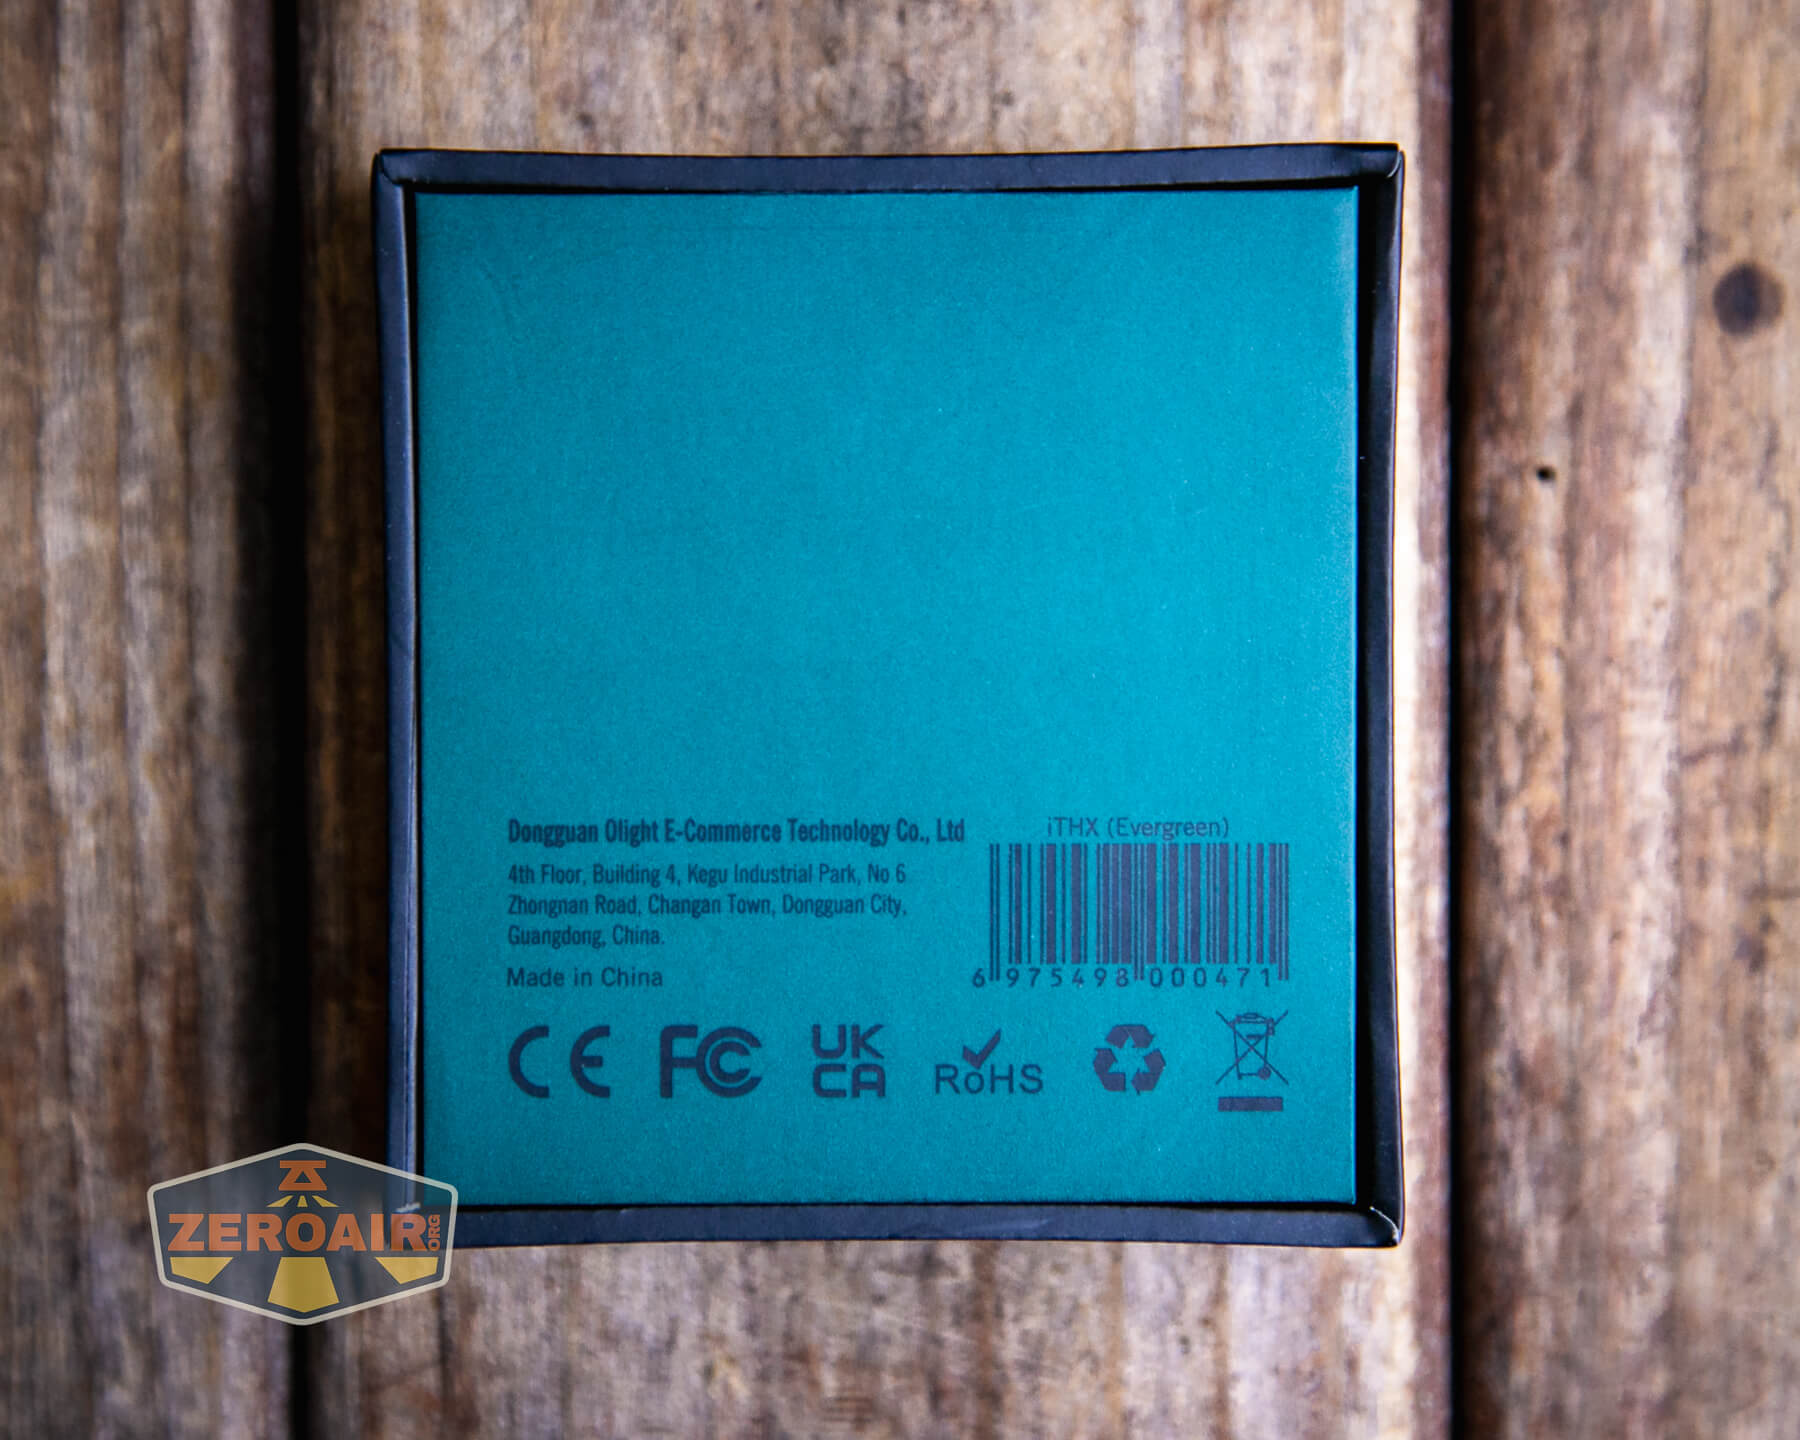 Dongguan Olight E-Commerce Technology Co., Ltd
4th Floor, Building 4, Kegu Industrial Park, No 6
Zhongnan Road, Changan Town, Dongguan City,
Guangdong, China.
Made in China
iTHX (Evergreen)
6 975498 000471
CE FC UK CA RoHS
ZEROAIR.ORG